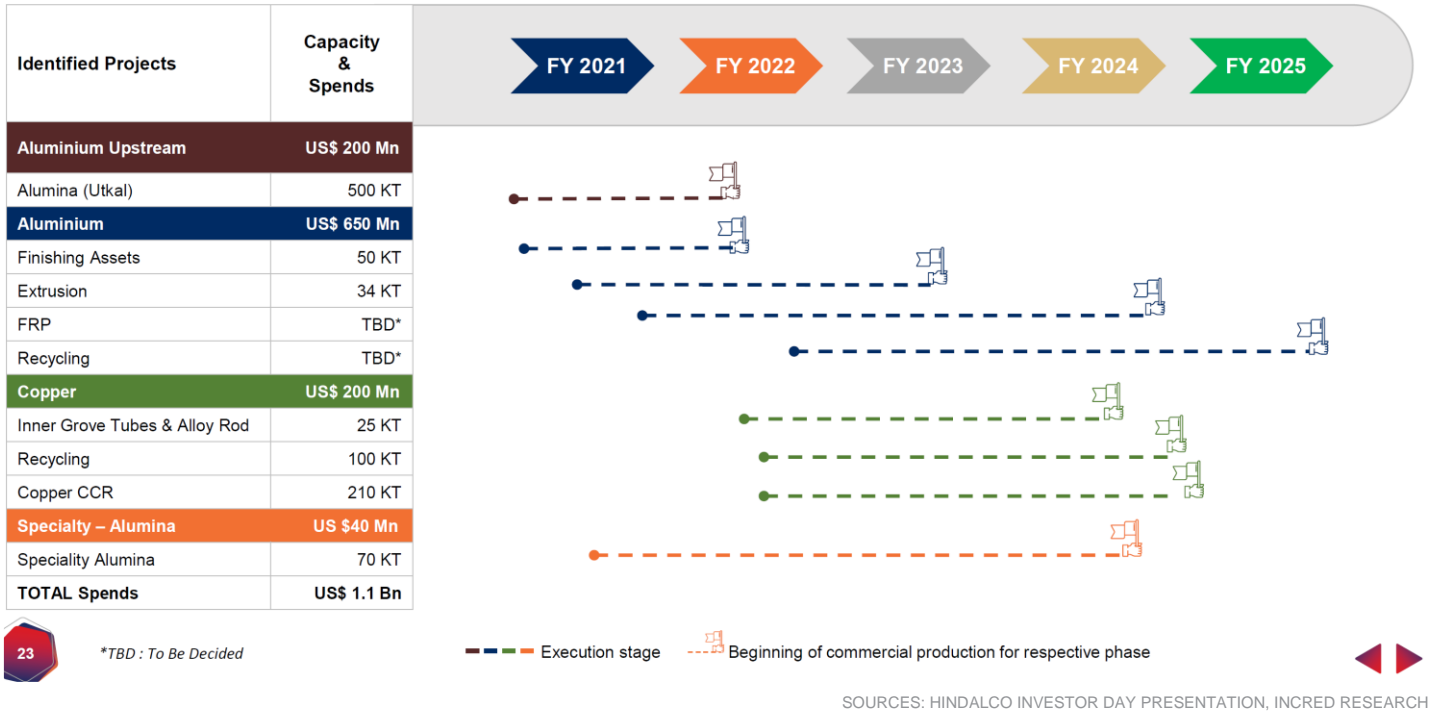 Identified Projects
Capacity
&
Spends
FY 2021
FY 2022
FY 2023
FY 2024
FY 2025
Aluminium Upstream US$ 200 Mn
Alumina (Utkal) 500 KT
Aluminium US$ 650 Mn
Finishing Assets 50 KT
Extrusion 34 KT
FRP TBD*
Recycling TBD*
Copper US$ 200 Mn
Inner Grove Tubes & Alloy Rod 25 KT
Recycling 100 KT
Copper CCR 210 KT
Specialty – Alumina US $40 Mn
Speciality Alumina 70 KT
TOTAL Spends US$ 1.1 Bn
23
*TBD : To Be Decided
Execution stage
Beginning of commercial production for respective phase
SOURCES: HINDALCO INVESTOR DAY PRESENTATION, INCRED RESEARCH